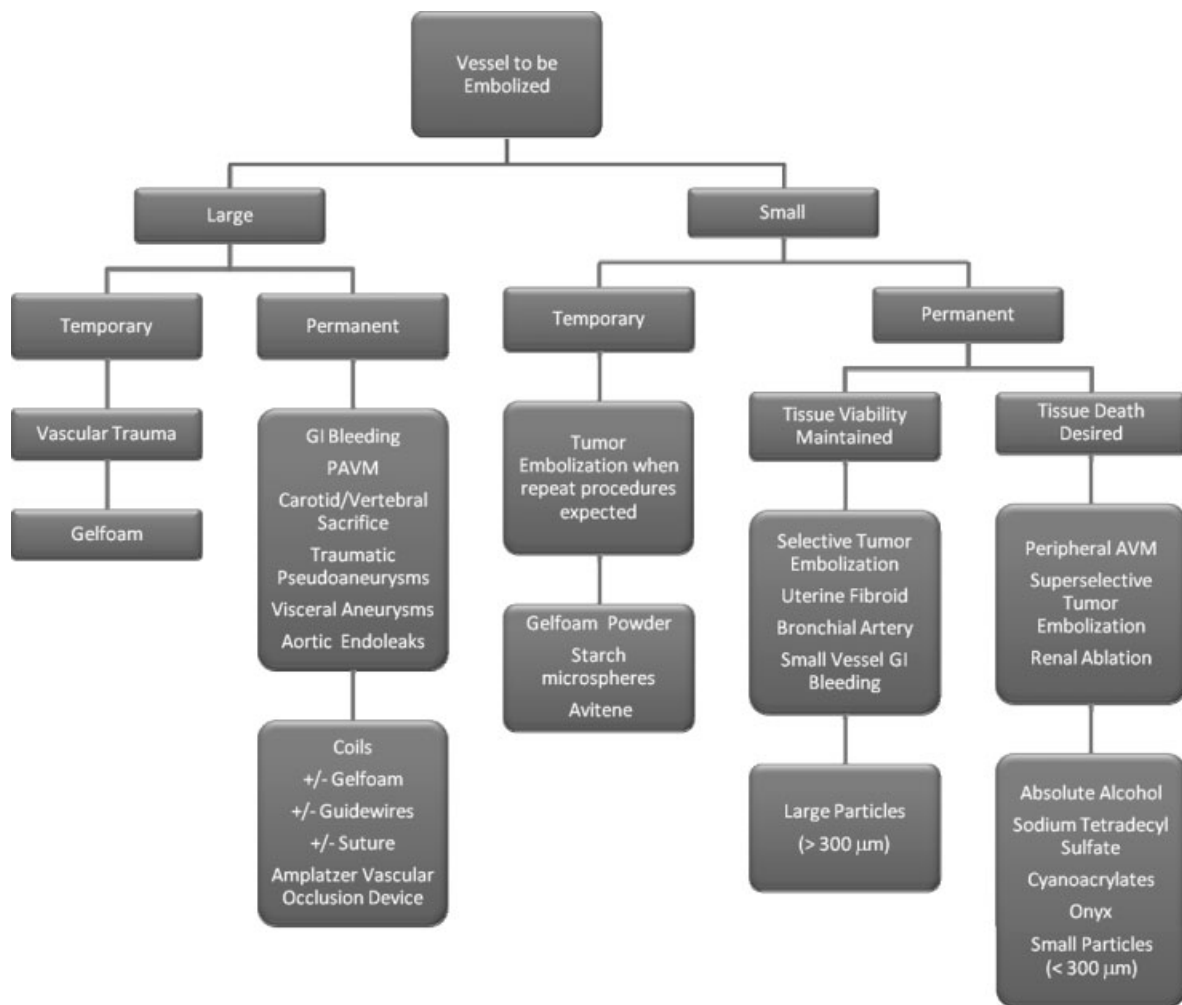 Vessel to be
Embolized
Large
Small
Temporary
Permanent
Temporary
Permanent
Vascular Trauma
Gelfoam
GI Bleeding
PAVM
Carotid/Vertebral
Sacrifice
Traumatic
Pseudoaneurysms
Visceral Aneurysms
Aortic Endoleaks
Coils
+/- Gelfoam
+/- Guidewires
+/- Suture
Amplatzer Vascular
Occlusion Device
Tumor
Embolization when
repeat procedures
expected
Gelfoam Powder
Starch
microspheres
Avitene
Tissue Viability
Maintained
Selective Tumor
Embolization
Uterine Fibroid
Bronchial Artery
Small Vessel GI
Bleeding
Large Particles
(> 300 μm)
Tissue Death
Desired
Peripheral AVM
Superselective
Tumor
Embolization
Renal Ablation
Absolute Alcohol
Sodium Tetradecyl
Sulfate
Cyanoacrylates
Onyx
Small Particles
(< 300 μm)